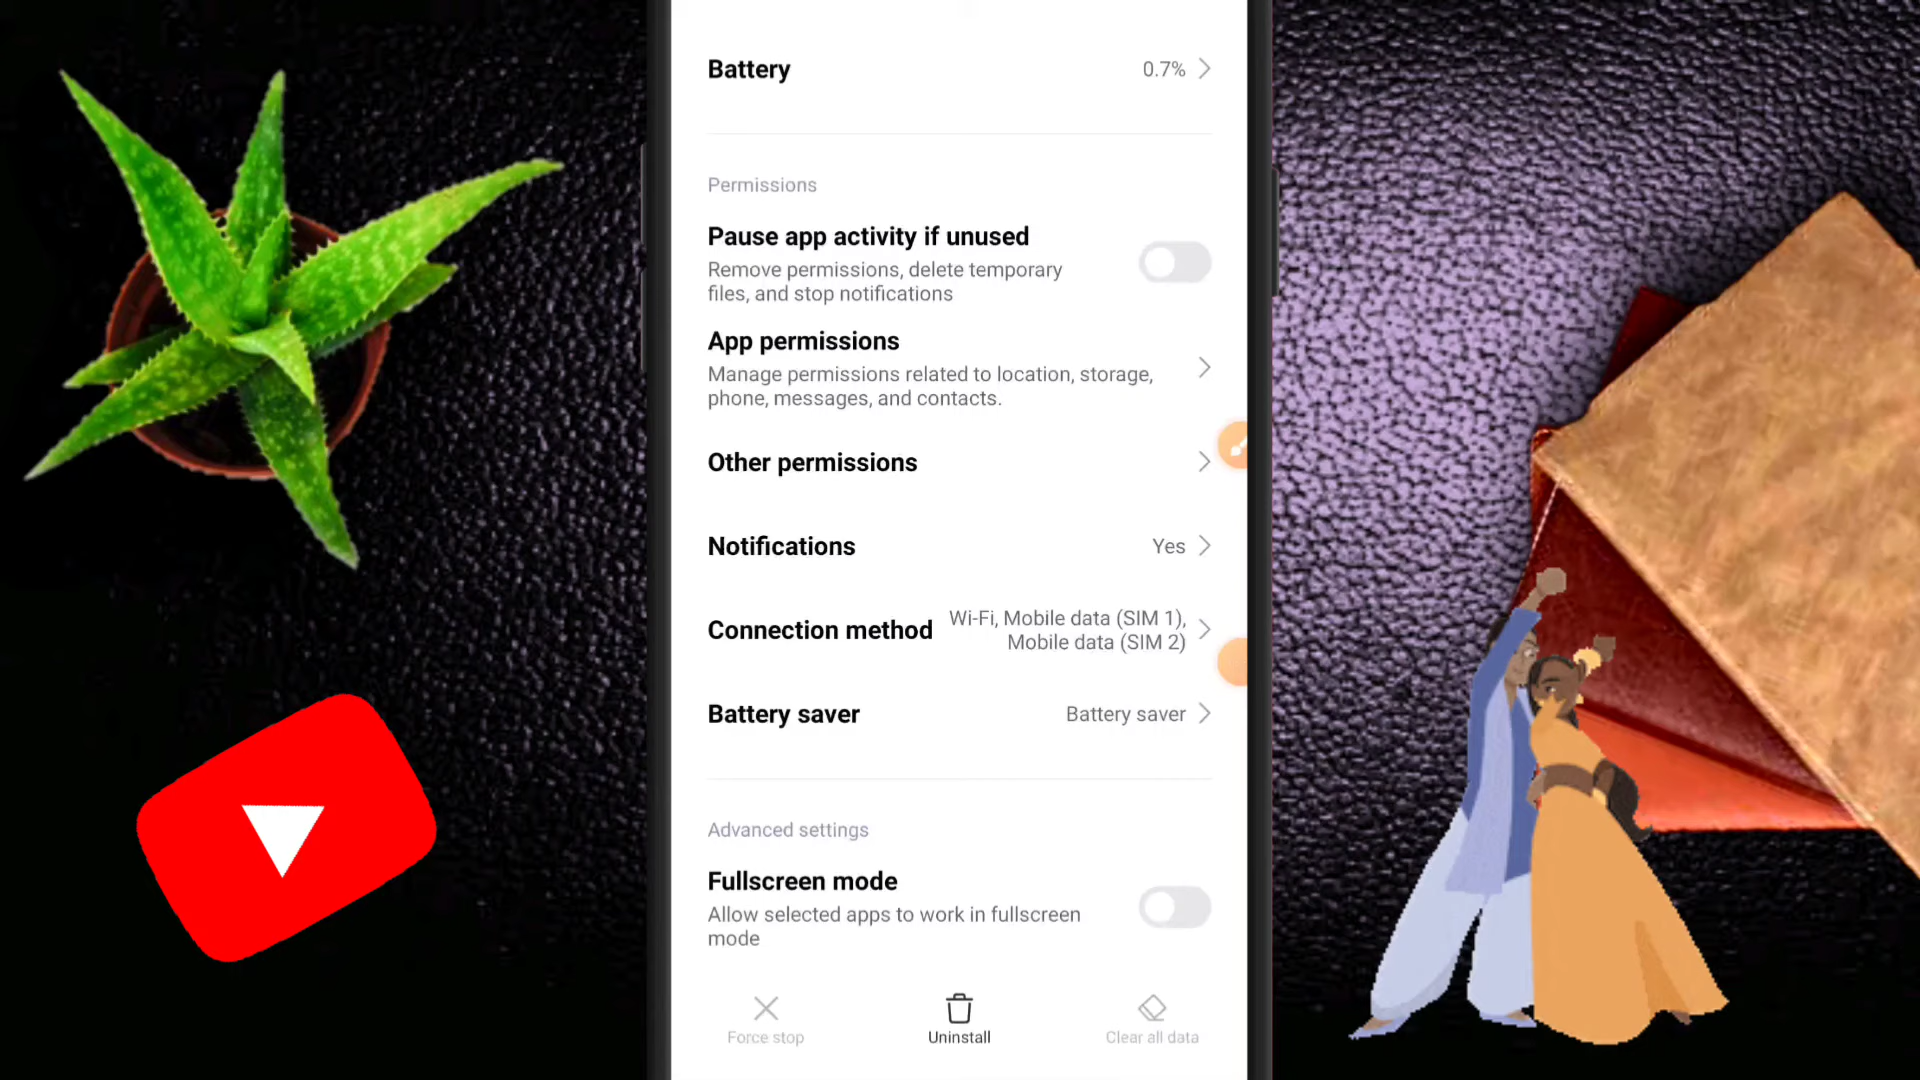 Battery 0.7%
Permissions
Pause app activity if unused
Remove permissions, delete temporary
files, and stop notifications
App permissions
Manage permissions related to location, storage,
phone, messages, and contacts.
Other permissions
Notifications Yes
Connection method Wi-Fi, Mobile data (SIM 1),
Mobile data (SIM 2)
Battery saver Battery saver
Advanced settings
Fullscreen mode
Allow selected apps to work in fullscreen
mode
Force stop Uninstall Clear all data